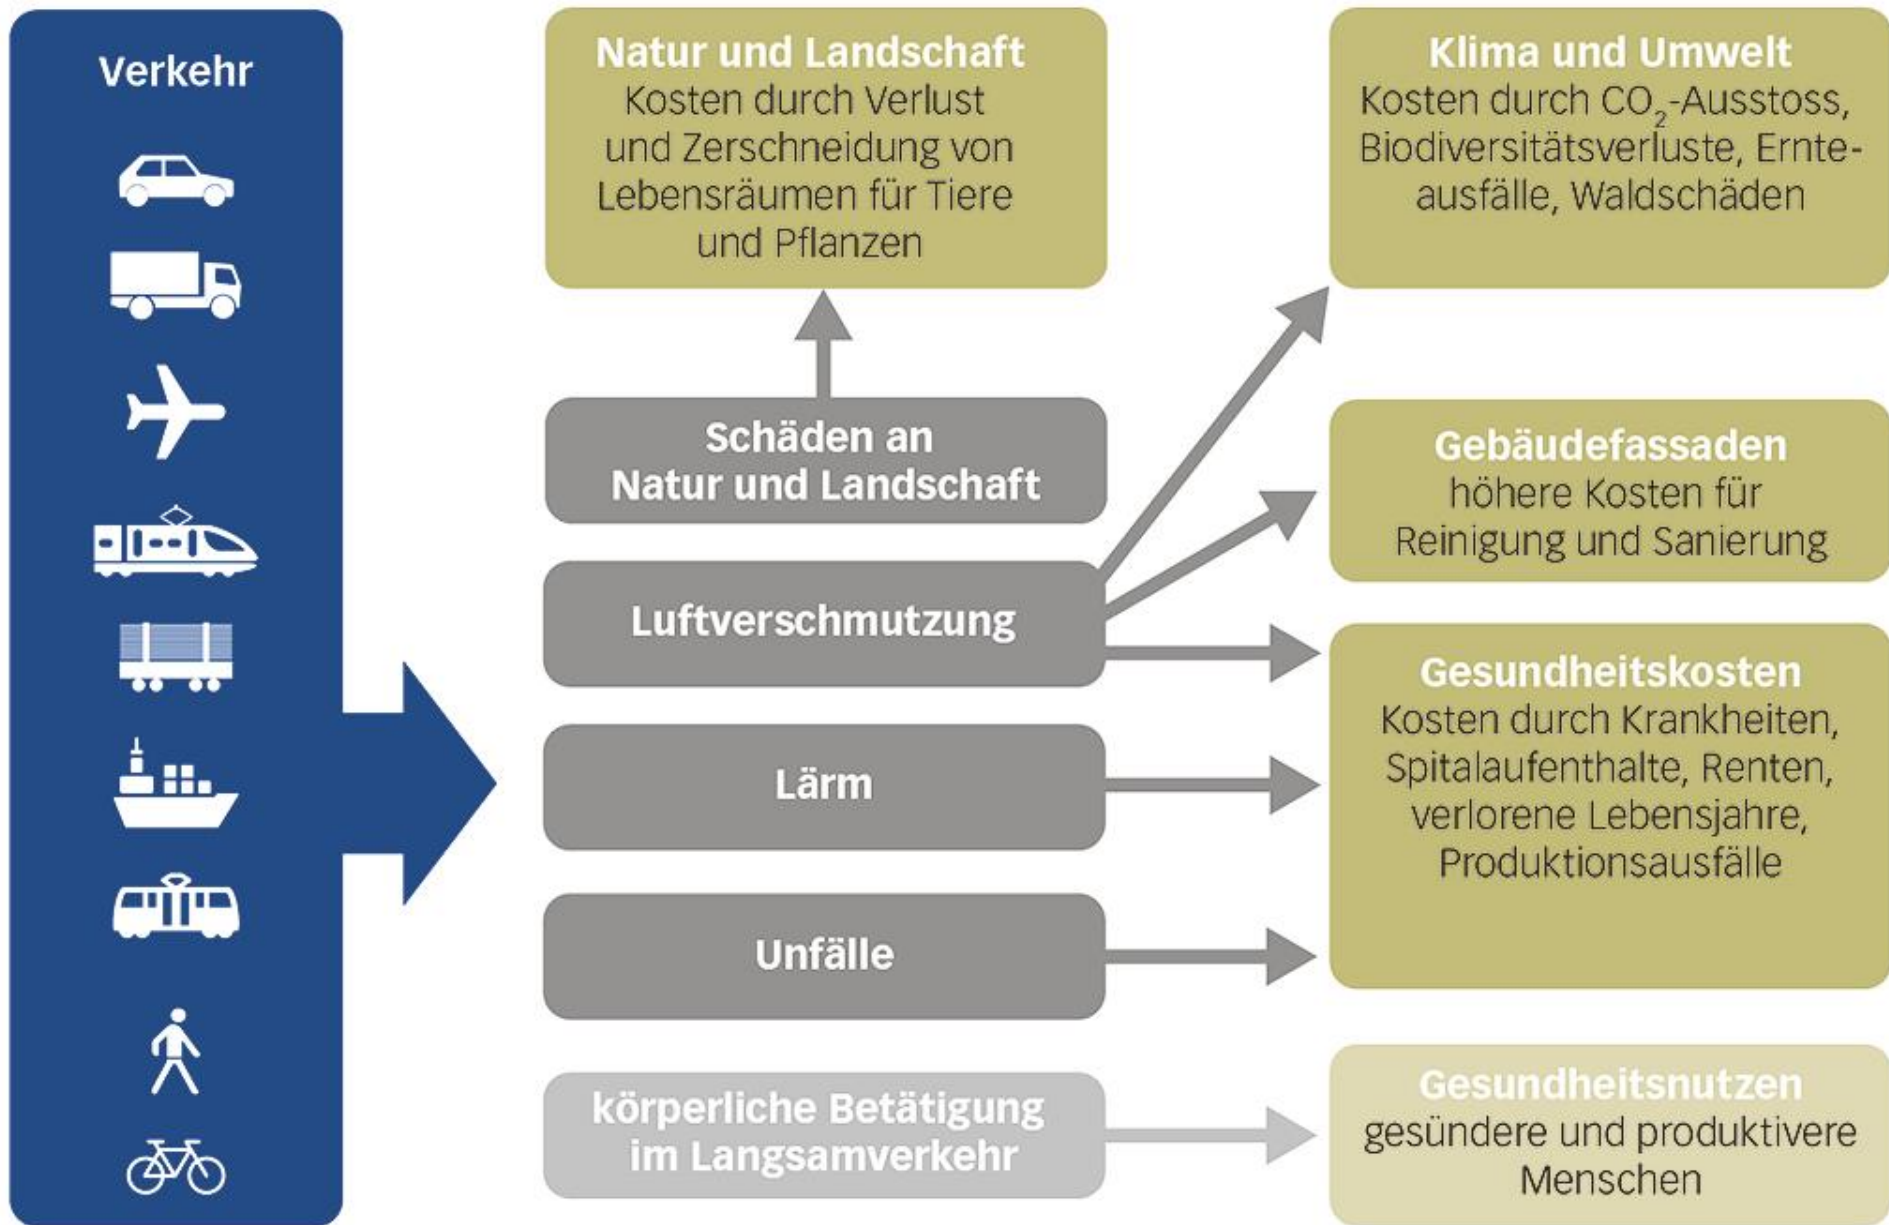 Verkehr
Natur und Landschaft
Kosten durch Verlust
und Zerschneidung von
Lebensräumen für Tiere
und Pflanzen
Klima und Umwelt
Kosten durch CO₂-Ausstoss,
Biodiversitätsverluste, Ernte-
ausfälle, Waldschäden
Schäden an
Natur und Landschaft
Gebäudefassaden
höhere Kosten für
Reinigung und Sanierung
Luftverschmutzung
Gesundheitskosten
Kosten durch Krankheiten,
Spitalaufenthalte, Renten,
verlorene Lebensjahre,
Produktionsausfälle
Lärm
Unfälle
körperliche Betätigung
im Langsamverkehr
Gesundheitsnutzen
gesündere und produktivere
Menschen